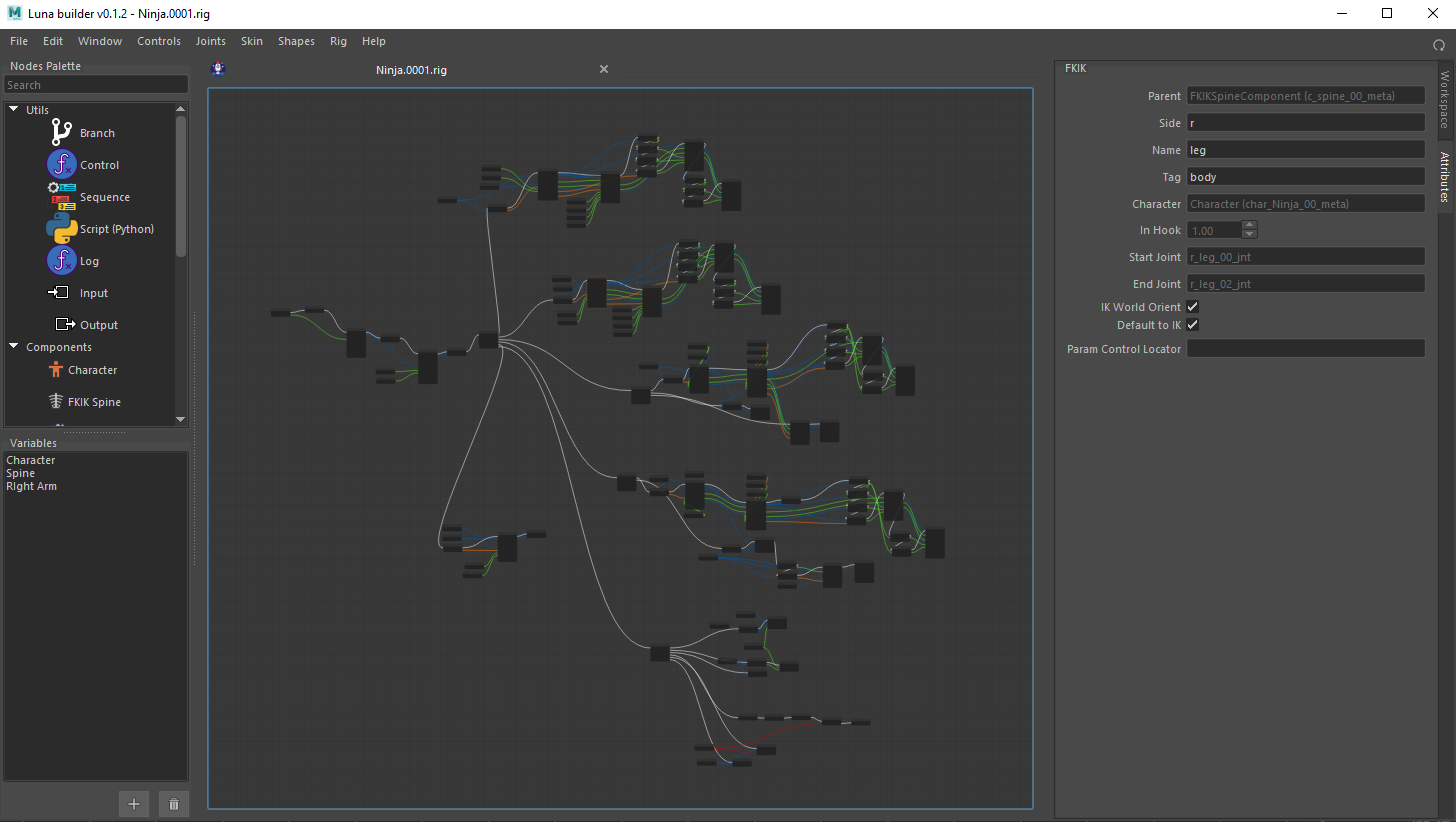 Luna builder v0.1.2 - Ninja.0001.rig
File Edit Window Controls Joints Skin Shapes Rig Help
Nodes Palette
Search
Utils
Branch
Control
Sequence
Script (Python)
Log
Input
Output
Components
Character
FKIK Spine
Variables
Character
Spine
Right Arm
Ninja.0001.rig
FKIK
Parent FKIKSpineComponent (c_spine_00_meta)
Side r
Name leg
Tag body
Character Character (char_Ninja_00_meta)
In Hook 1.00
Start Joint r_leg_00_jnt
End Joint r_leg_02_jnt
IK World Orient
Default to IK
Param Control Locator
Workspace
Attributes